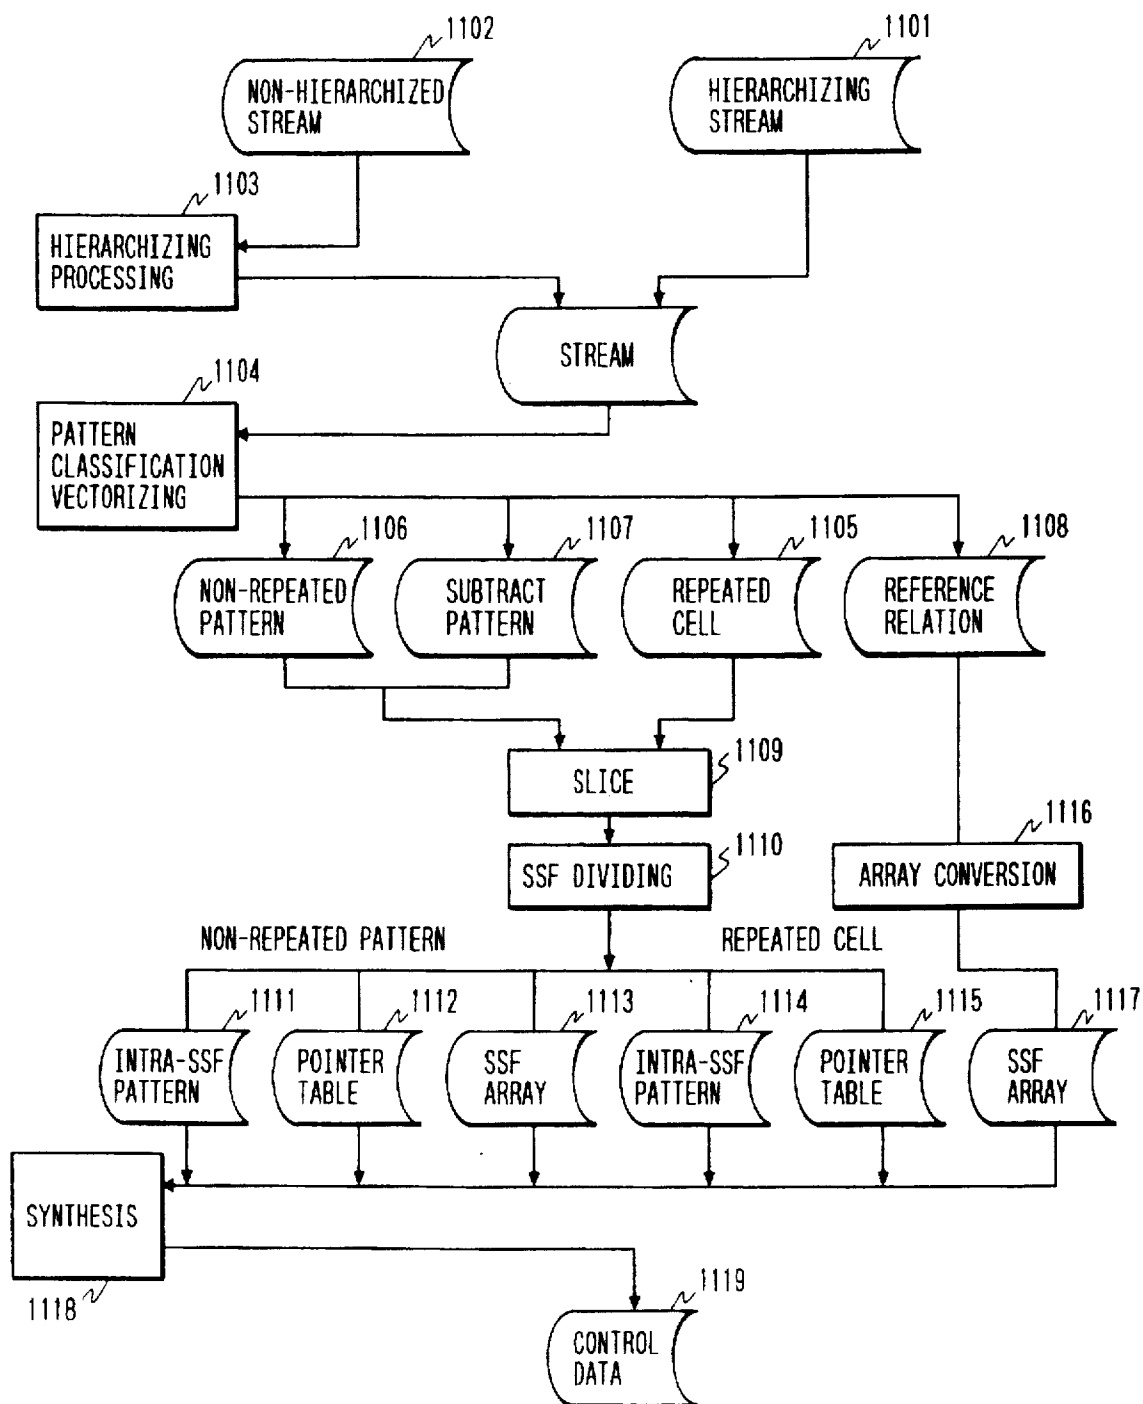 1102
NON-HIERARCHIZED
STREAM
1101
HIERARCHIZING
STREAM
1103
HIERARCHIZING
PROCESSING
STREAM
1104
PATTERN
CLASSIFICATION
VECTORIZING
1106
NON-REPEATED
PATTERN
1107
SUBTRACT
PATTERN
1105
REPEATED
CELL
1108
REFERENCE
RELATION
1109
SLICE
1110
SSF DIVIDING
1116
ARRAY CONVERSION
NON-REPEATED PATTERN
REPEATED CELL
1111
INTRA-SSF
PATTERN
1112
POINTER
TABLE
1113
SSF
ARRAY
1114
INTRA-SSF
PATTERN
1115
POINTER
TABLE
1117
SSF
ARRAY
SYNTHESIS
1118
1119
CONTROL
DATA